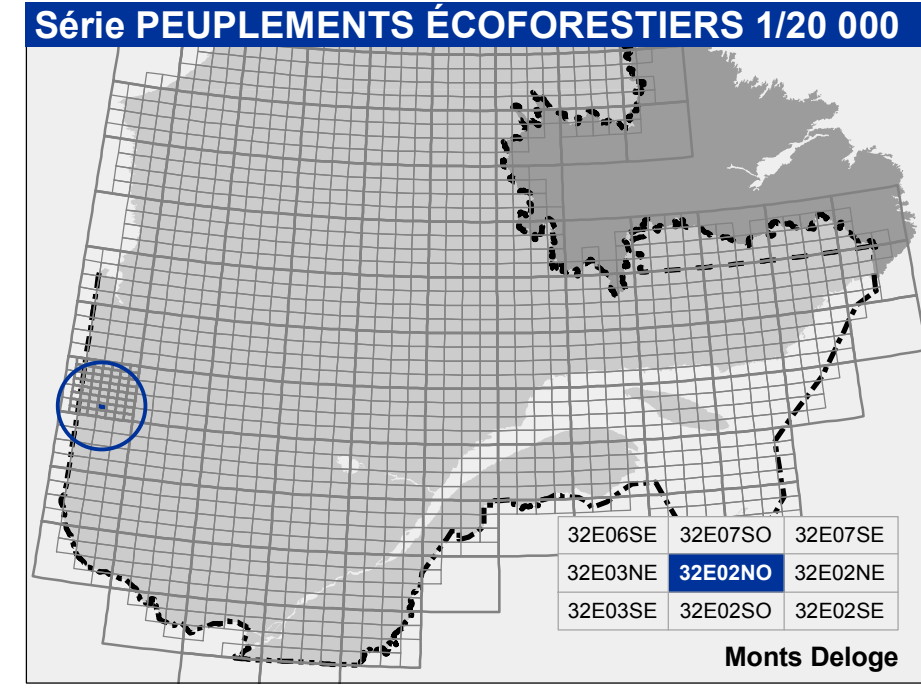 Série PEUPLEMENTS ÉCOFORESTIERS 1/20 000
32E06SE 32E07SO 32E07SE
32E03NE 32E02NO 32E02NE
32E03SE 32E02SO 32E02SE
Monts Deloge